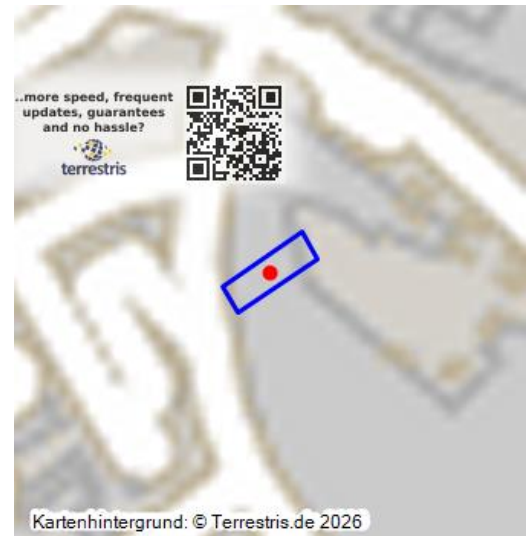 ..more speed, frequent
updates, guarantees
and no hassle?
terrestris
Kartenhintergrund: © Terrestris.de 2026